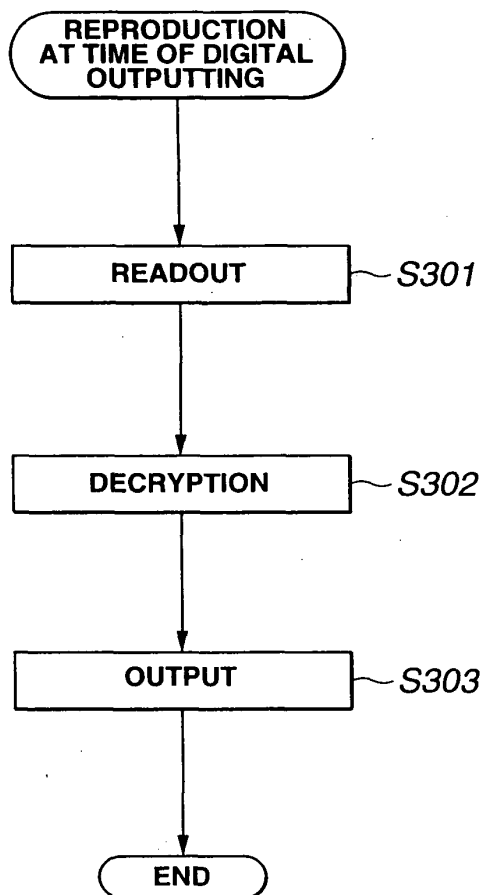 REPRODUCTION
AT TIME OF DIGITAL
OUTPUTTING
READOUT
S301
DECRYPTION
S302
OUTPUT
S303
END